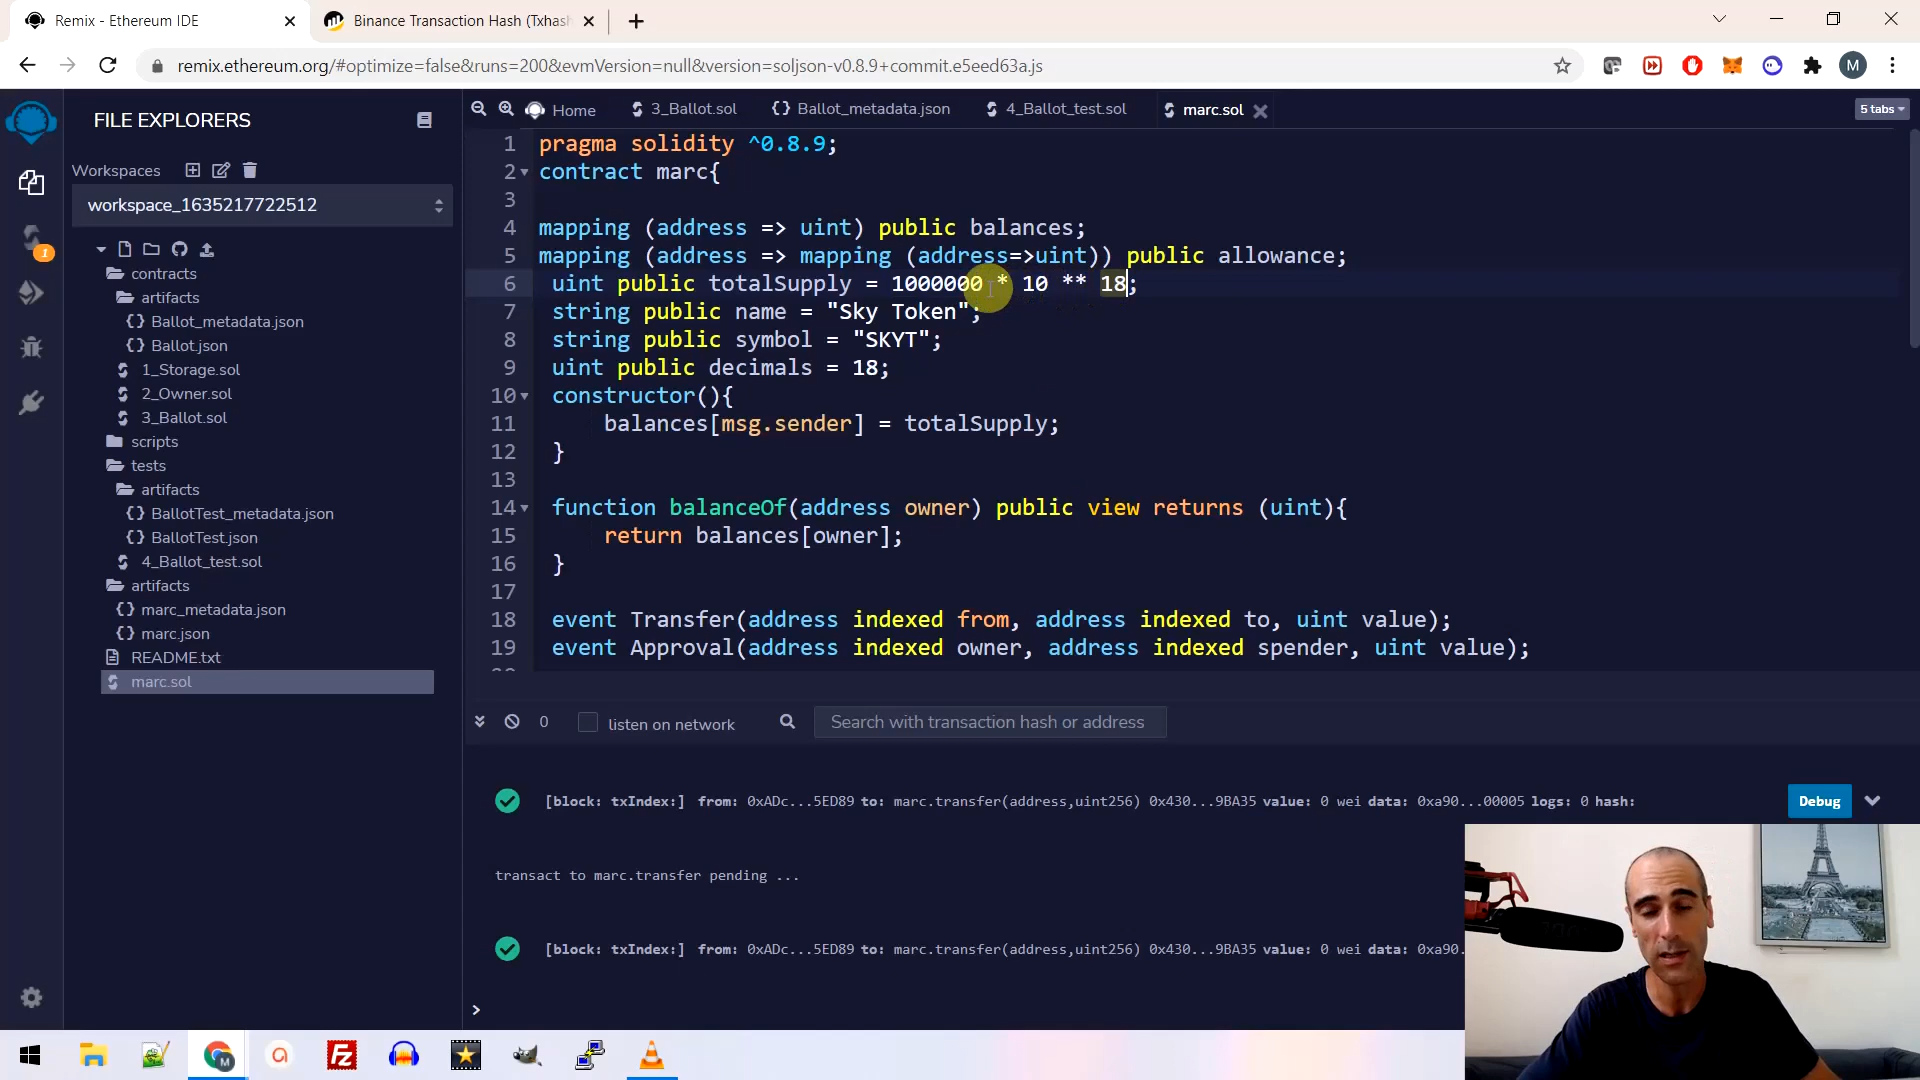 Remix - Ethereum IDE
Binance Transaction Hash (Txhash
remix.ethereum.org/#optimize=false&runs=200&evmVersion=null&version=soljson-v0.8.9+commit.e5eed63a.js
M
FILE EXPLORERS
Home
3_Ballot.sol
Ballot_metadata.json
4_Ballot_test.sol
marc.sol
5 tabs
Workspaces
workspace_1635217722512
1
contracts
artifacts
Ballot_metadata.json
Ballot.json
1_Storage.sol
2_Owner.sol
3_Ballot.sol
scripts
tests
artifacts
BallotTest_metadata.json
BallotTest.json
4_Ballot_test.sol
artifacts
marc_metadata.json
marc.json
README.txt
marc.sol
1 pragma solidity ^0.8.9;
2 contract marc{
3
4 mapping (address => uint) public balances;
5 mapping (address => mapping (address=>uint)) public allowance;
6 uint public totalSupply = 1000000 * 10 ** 18;
7 string public name = "Sky Token";
8 string public symbol = "SKYT";
9 uint public decimals = 18;
10 constructor(){
11 balances[msg.sender] = totalSupply;
12 }
13
14 function balanceOf(address owner) public view returns (uint){
15 return balances[owner];
16 }
17
18 event Transfer(address indexed from, address indexed to, uint value);
19 event Approval(address indexed owner, address indexed spender, uint value);
0
listen on network
Search with transaction hash or address
[block: txIndex:] from: 0xADc...5ED89 to: marc.transfer(address,uint256) 0x430...9BA35 value: 0 wei data: 0xa90...00005 logs: 0 hash:
Debug
transact to marc.transfer pending ...
[block: txIndex:] from: 0xADc...5ED89 to: marc.transfer(address,uint256) 0x430...9BA35 value: 0 wei data: 0xa90.
>